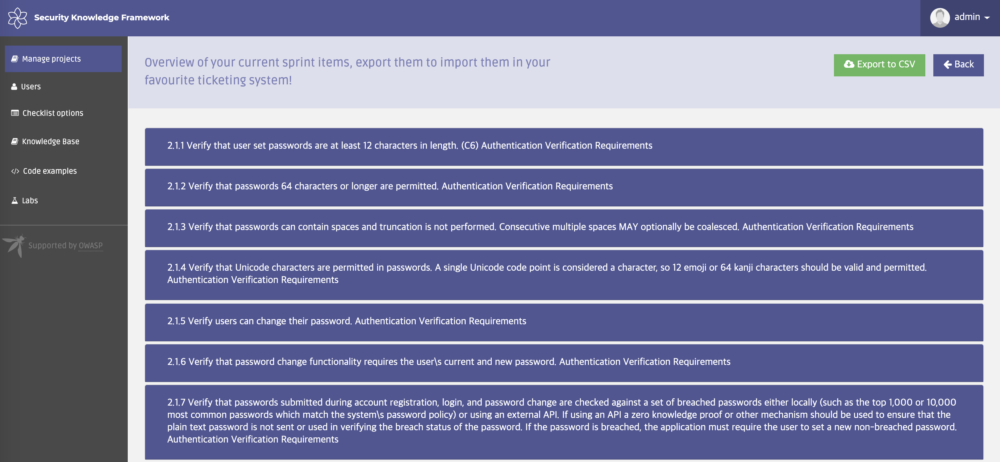 Security Knowledge Framework
admin
Manage projects
Users
Checklist options
Knowledge Base
Code examples
Labs
Supported by OWASP
Overview of your current sprint items, export them to import them in your
favourite ticketing system!
Export to CSV
Back
2.1.1 Verify that user set passwords are at least 12 characters in length. (C6) Authentication Verification Requirements
2.1.2 Verify that passwords 64 characters or longer are permitted. Authentication Verification Requirements
2.1.3 Verify that passwords can contain spaces and truncation is not performed. Consecutive multiple spaces MAY optionally be coalesced. Authentication Verification Requirements
2.1.4 Verify that Unicode characters are permitted in passwords. A single Unicode code point is considered a character, so 12 emoji or 64 kanji characters should be valid and permitted.
Authentication Verification Requirements
2.1.5 Verify users can change their password. Authentication Verification Requirements
2.1.6 Verify that password change functionality requires the user\s current and new password. Authentication Verification Requirements
2.1.7 Verify that passwords submitted during account registration, login, and password change are checked against a set of breached passwords either locally (such as the top 1,000 or 10,000
most common passwords which match the system\s password policy) or using an external API. If using an API a zero knowledge proof or other mechanism should be used to ensure that the
plain text password is not sent or used in verifying the breach status of the password. If the password is breached, the application must require the user to set a new non-breached password.
Authentication Verification Requirements